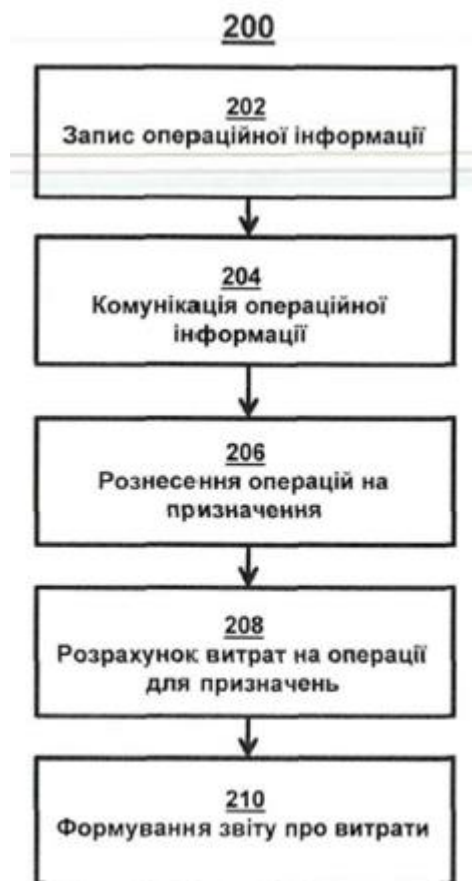 200
202
Запис операційної інформації
204
Комунікація операційної
інформації
206
Рознесення операцій на
призначення
208
Розрахунок витрат на операції
для призначень
210
Формування звіту про витрати